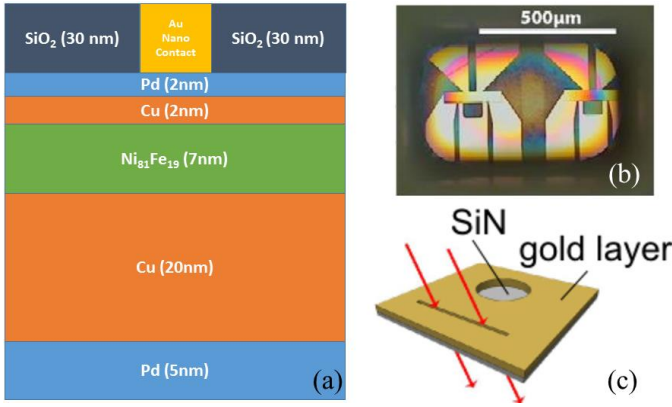 SiO₂ (30 nm)
Au
Nano
Contact
SiO₂ (30 nm)
Pd (2nm)
Cu (2nm)
Ni₈₁Fe₁₉ (7nm)
Cu (20nm)
Pd (5nm)
(a)
500µm
(b)
SiN
gold layer
(c)